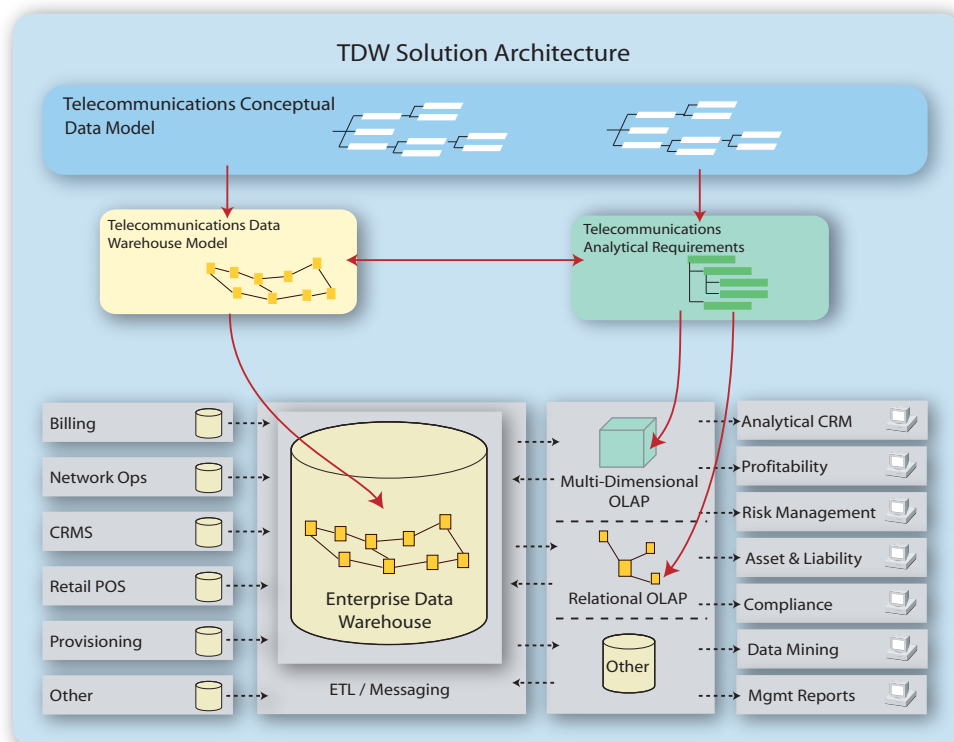 TDW Solution Architecture
Telecommunications Conceptual
Data Model
Telecommunications Data
Warehouse Model
Telecommunications
Analytical Requirements
Billing
Network Ops
CRMS
Retail POS
Provisioning
Other
Enterprise Data
Warehouse
ETL / Messaging
Multi-Dimensional
OLAP
Relational OLAP
Other
Analytical CRM
Profitability
Risk Management
Asset & Liability
Compliance
Data Mining
Mgmt Reports